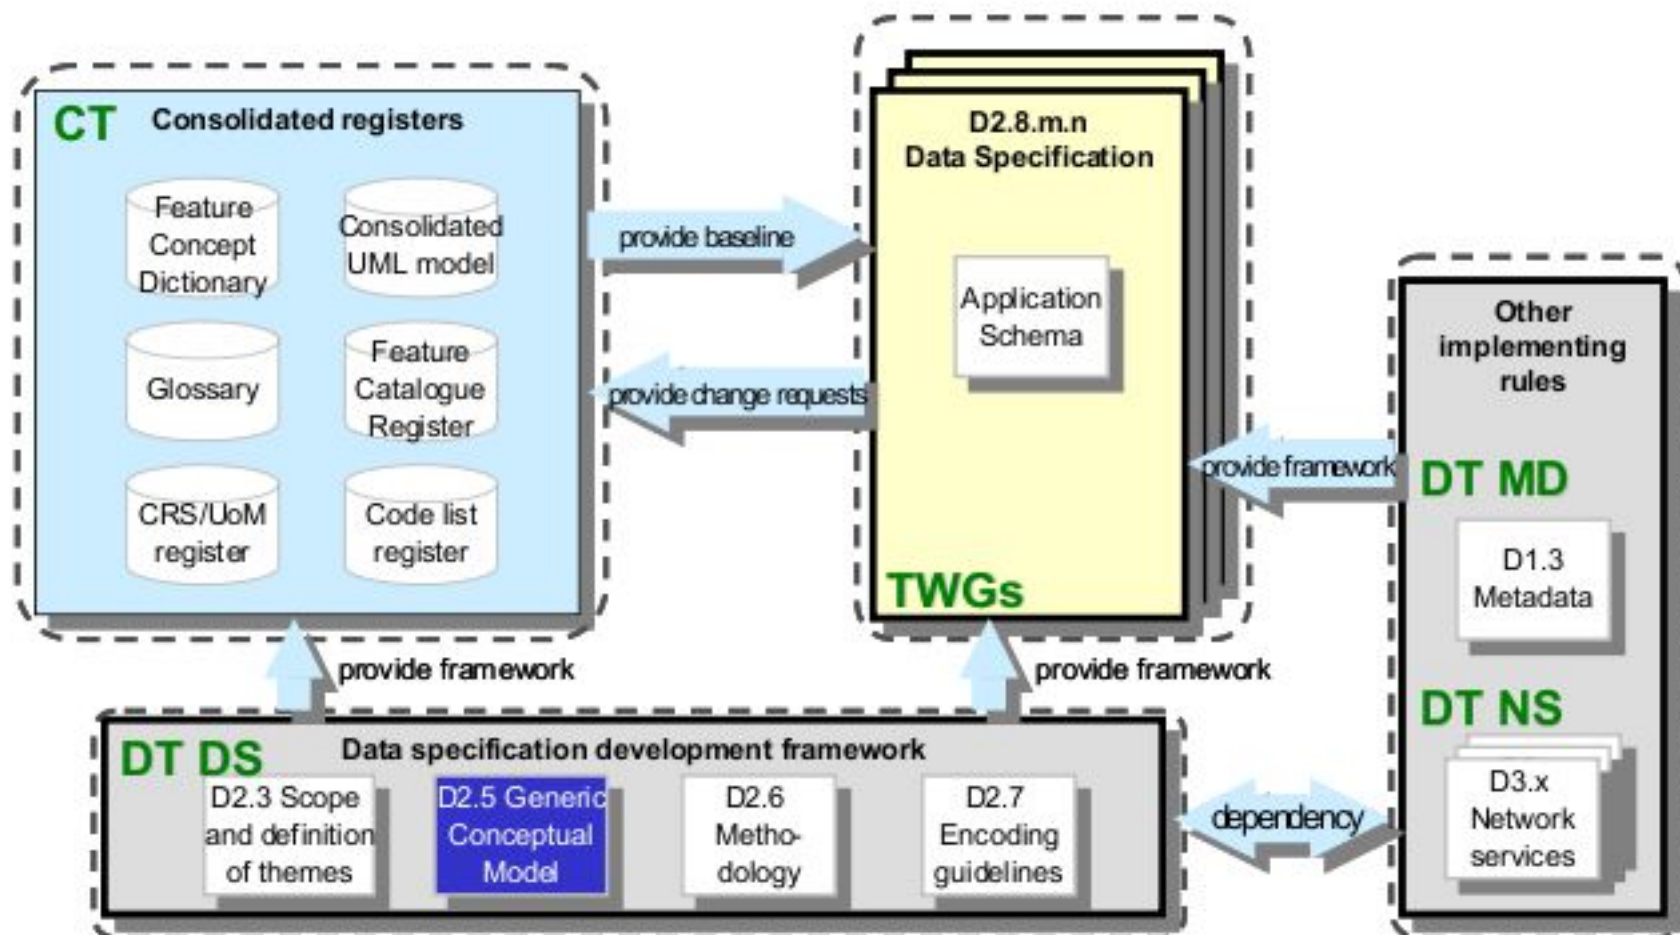 CT
Consolidated registers
Feature
Concept
Dictionary
Consolidated
UML model
Glossary
Feature
Catalogue
Register
CRS/UoM
register
Code list
register
provide baseline
provide change requests
D2.8.m.n
Data Specification
Application
Schema
TWGs
provide framework
Other
implementing
rules
DT MD
D1.3
Metadata
DT NS
D3.x
Network
services
provide framework
provide framework
DT DS
Data specification development framework
D2.3 Scope
and definition
of themes
D2.5 Generic
Conceptual
Model
D2.6
Metho-
dology
D2.7
Encoding
guidelines
dependency